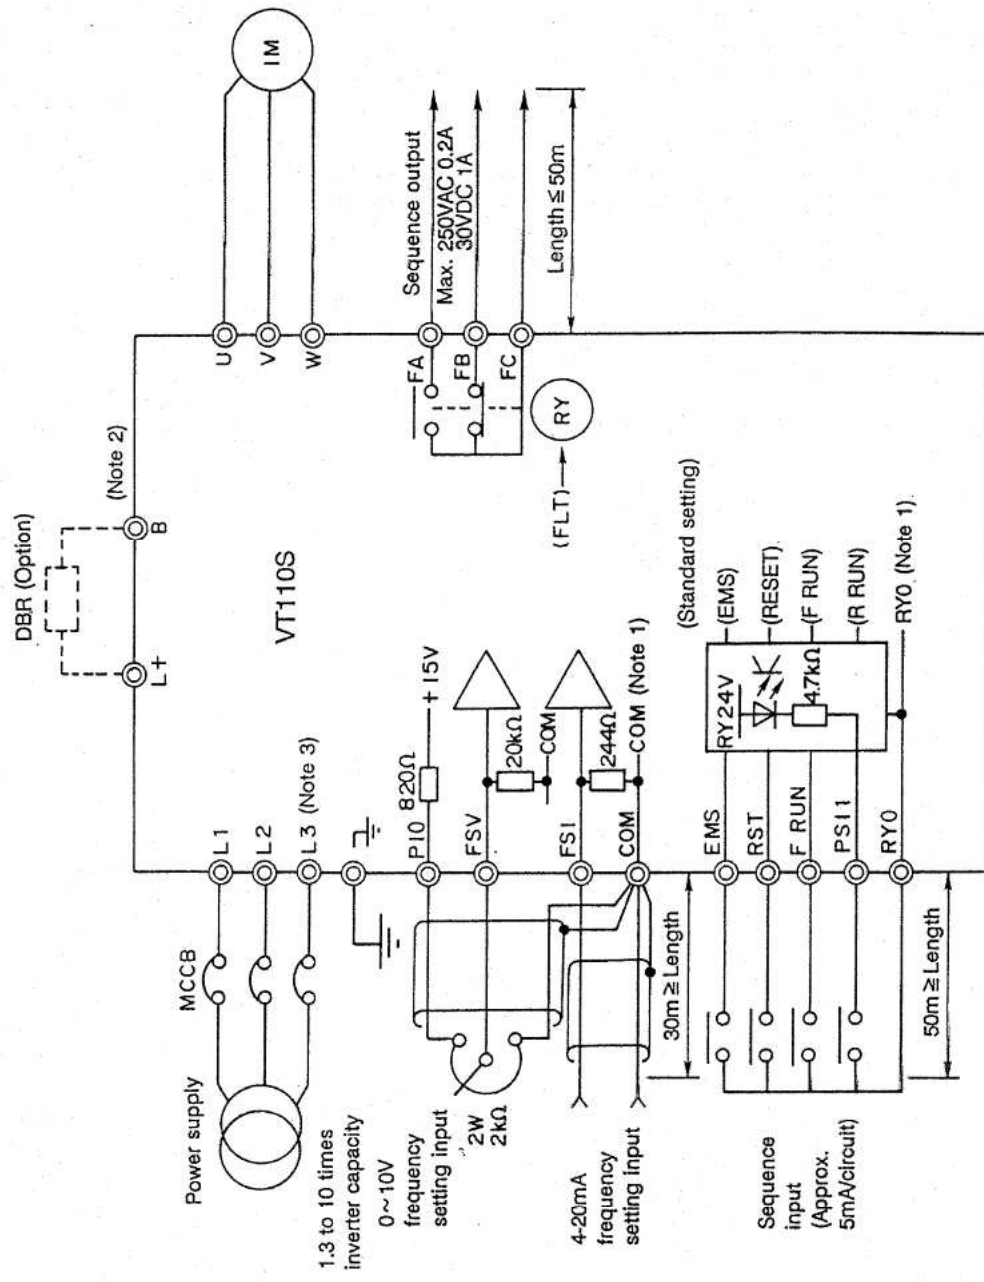 Power supply
MCCB
1.3 to 10 times
inverter capacity
L1
L2
L3 (Note 3)
DBR (Option)
L+
B
(Note 2)
VT110S
U
V
W
IM
0~10V
frequency
setting input
2W
2kΩ
P10
820Ω
+15V
FSV
20kΩ
COM
4-20mA
frequency
setting input
FSI
244Ω
COM
COM (Note 1)
30m≧Length
FA
FB
FC
RY
(FLT)
Sequence output
Max. 250VAC 0.2A
30VDC 1A
Length≦50m
Sequence
input
(Approx.
5mA/circuit)
EMS
RST
F RUN
PSI1
RY0
RY24V
4.7kΩ
(Standard setting)
(EMS)
(RESET)
(F RUN)
(R RUN)
RY0 (Note 1)
50m≧Length